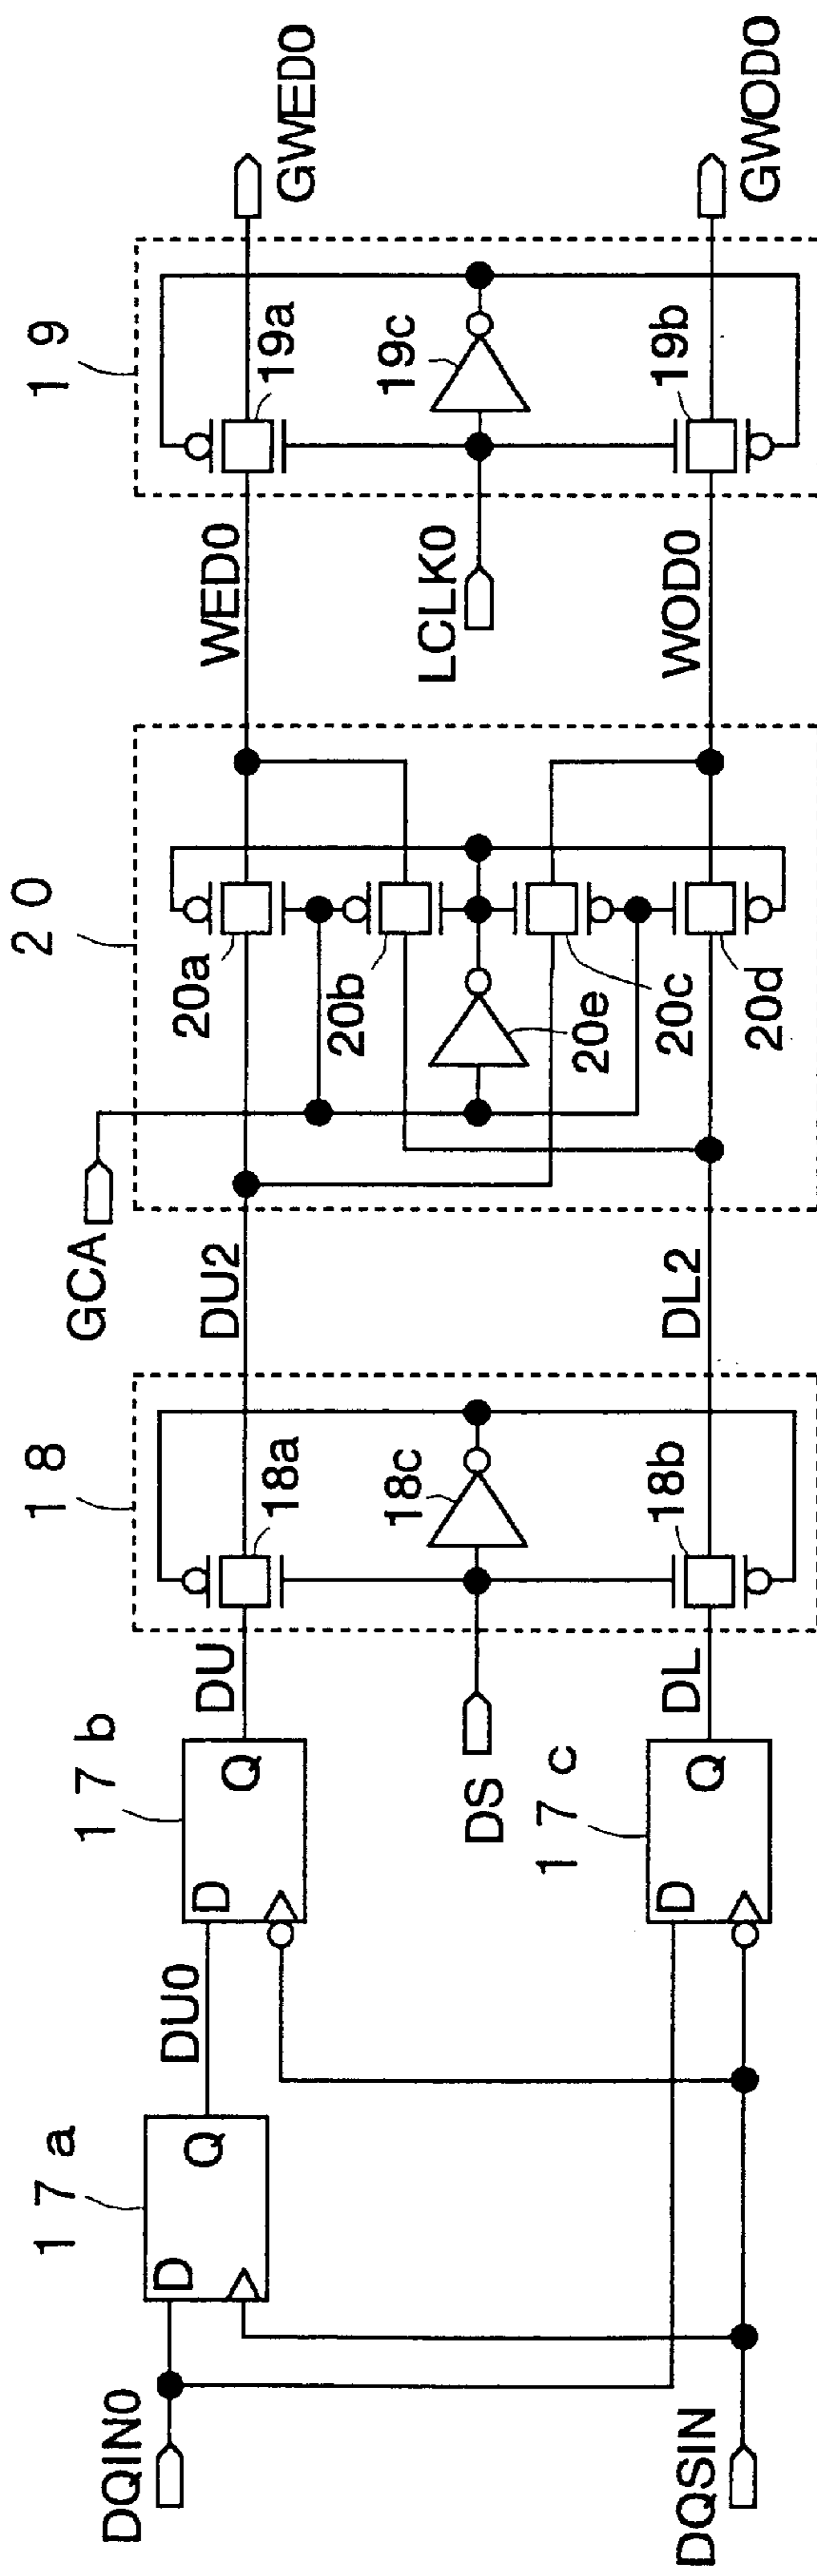 DQIN0
DQSIN
17a
D
Q
DU0
17b
D
Q
DU
17c
D
Q
DL
DS
18
18a
18b
18c
DU2
DL2
GCA
20
20a
20b
20c
20d
20e
WED0
WOD0
LCLK0
19
19a
19b
19c
GWED0
GWOD0